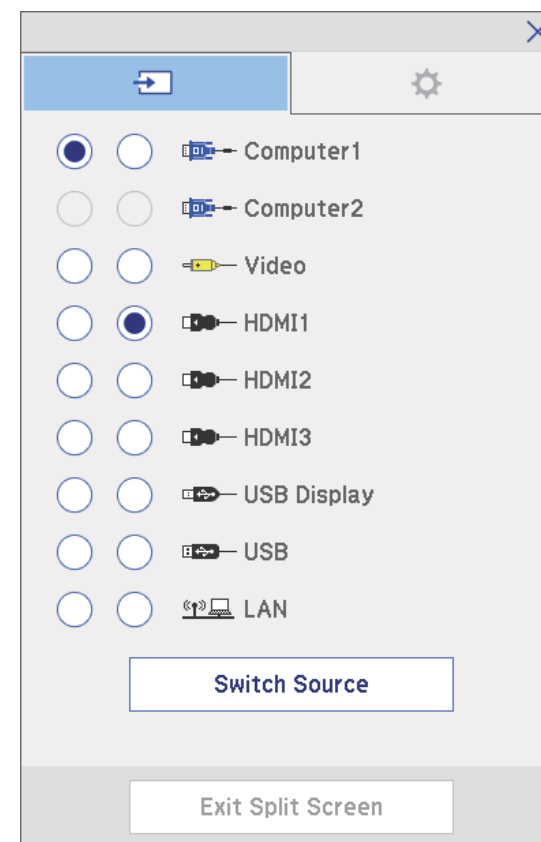 Computer1
Computer2
Video
HDMI1
HDMI2
HDMI3
USB Display
USB
LAN
Switch Source
Exit Split Screen